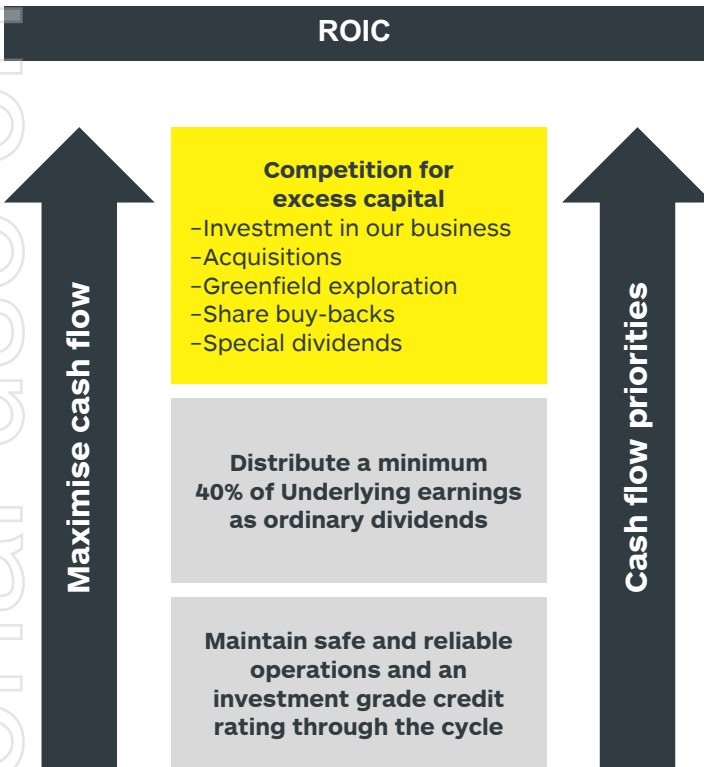 ROIC
Maximise cash flow
Competition for
excess capital
–Investment in our business
–Acquisitions
–Greenfield exploration
–Share buy-backs
–Special dividends
Distribute a minimum
40% of Underlying earnings
as ordinary dividends
Maintain safe and reliable
operations and an
investment grade credit
rating through the cycle
Cash flow priorities